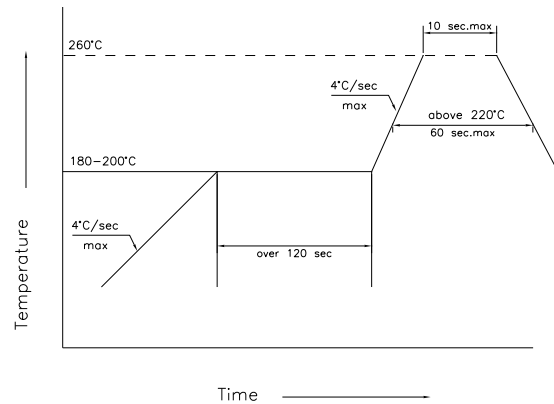 10 sec.max
260°C
4°C/sec
max
above 220°C
60 sec.max
180-200°C
4°C/sec
max
over 120 sec
Temperature
Time